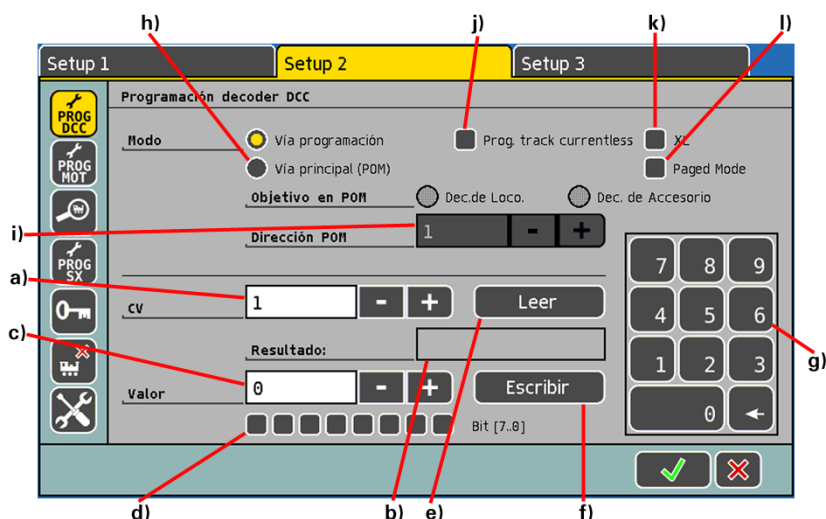 h) j) k) l)
Setup 1 Setup 2 Setup 3
Programación decoder DCC
PROG DCC
Modo Vía programación Prog. track currentless XL
PROG MOT
Vía principal (POM) Paged Mode
Objetivo en POM Dec.de Loco. Dec. de Accesorio
i) Dirección POM 1 - +
PROG SX
7 8 9
a) CV 1 - + Leer
4 5 6
c) Resultado: g)
1 2 3
Valor 0 - + Escribir
0
Bit [7..0]
d) b) e) f)